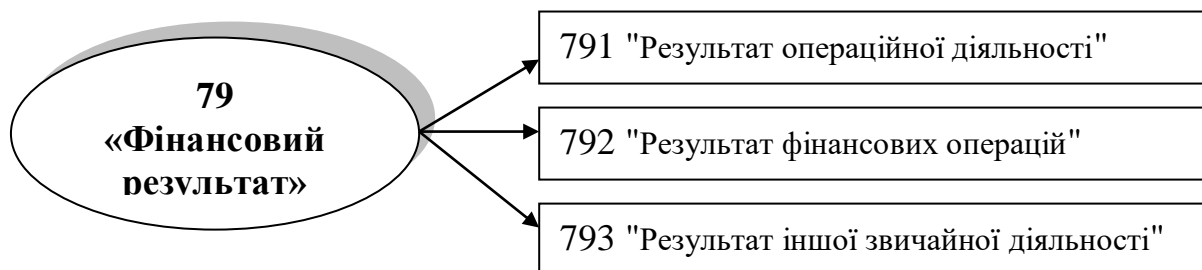 79
«Фінансовий
результат»
791 "Результат операційної діяльності"
792 "Результат фінансових операцій"
793 "Результат іншої звичайної діяльності"